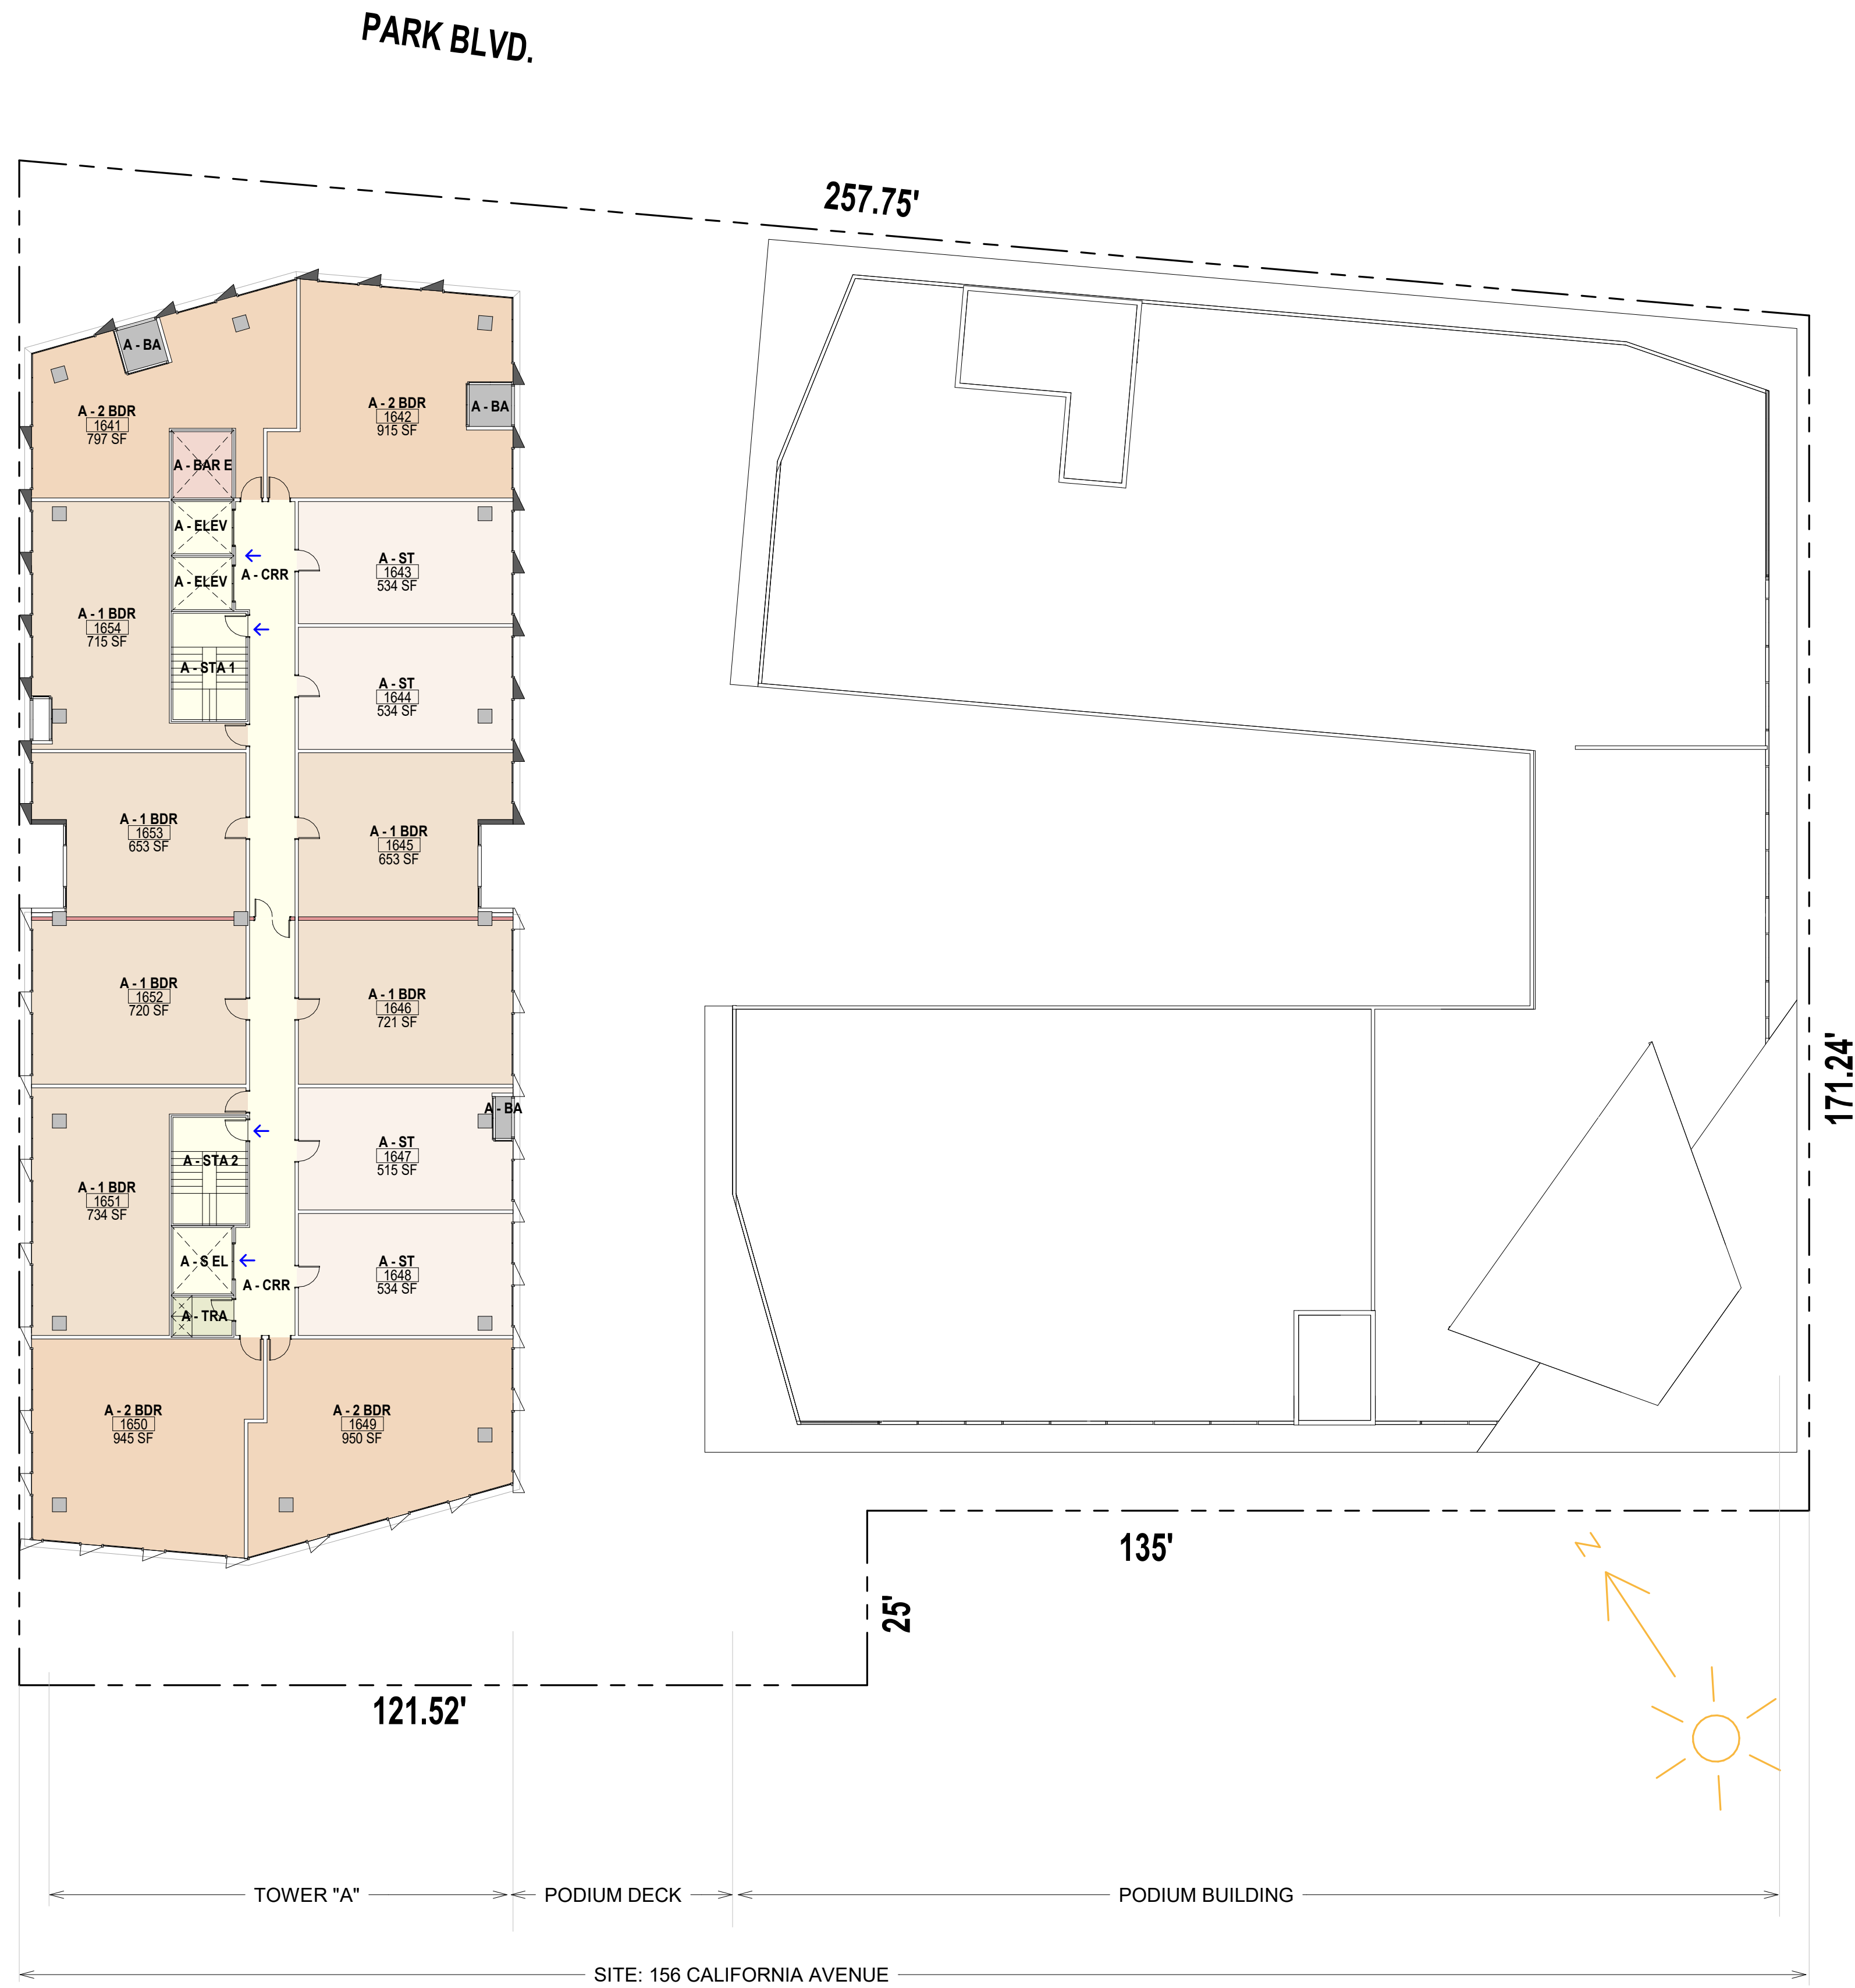 PARK BLVD.
257.75'
A - BA
A - 2 BDR
1641
797 SF
A - 2 BDR
1642
915 SF
A - BA
A - BAR E
A - ELEV
A - ELEV
A - CRR
A - ST
1643
534 SF
A - 1 BDR
1654
715 SF
A - STA 1
A - ST
1644
534 SF
A - 1 BDR
1653
653 SF
A - 1 BDR
1645
653 SF
A - 1 BDR
1652
720 SF
A - 1 BDR
1646
721 SF
171.24'
A - BA
A - ST
1647
515 SF
A - STA 2
A - 1 BDR
1651
734 SF
A - S EL
A - CRR
A - ST
1648
534 SF
A - TRA
A - 2 BDR
1650
945 SF
A - 2 BDR
1649
950 SF
135'
N
25'
121.52'
TOWER "A"
PODIUM DECK
PODIUM BUILDING
SITE: 156 CALIFORNIA AVENUE